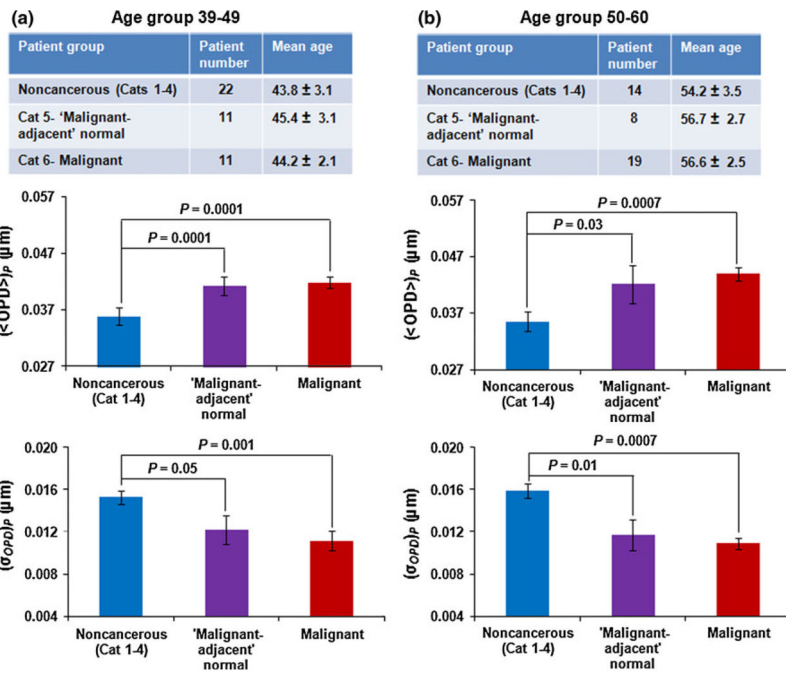 (a) Age group 39-49
Patient group Patient number Mean age
Noncancerous (Cats 1-4) 22 43.8 ± 3.1
Cat 5- ‘Malignant-adjacent’ normal 11 45.4 ± 3.1
Cat 6- Malignant 11 44.2 ± 2.1
0.057
0.047
0.037
0.027
(<OPD>)P (µm)
P = 0.0001
P = 0.0001
Noncancerous (Cat 1-4)
'Malignant-adjacent' normal
Malignant
0.020
0.016
0.012
0.008
0.004
(σOPD)P (µm)
P = 0.001
P = 0.05
Noncancerous (Cat 1-4)
'Malignant-adjacent' normal
Malignant
(b) Age group 50-60
Patient group Patient number Mean age
Noncancerous (Cats 1-4) 14 54.2 ± 3.5
Cat 5- ‘Malignant-adjacent’ normal 8 56.7 ± 2.7
Cat 6- Malignant 19 56.6 ± 2.5
0.057
0.047
0.037
0.027
(<OPD>)P (µm)
P = 0.0007
P = 0.03
Noncancerous (Cat 1-4)
'Malignant-adjacent' normal
Malignant
0.020
0.016
0.012
0.008
0.004
(σOPD)P (µm)
P = 0.0007
P = 0.01
Noncancerous (Cat 1-4)
'Malignant-adjacent' normal
Malignant